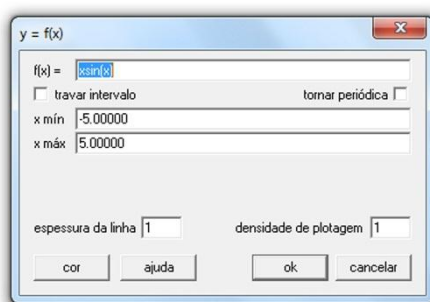 y = f(x)
f(x) = xsin(x)
travar intervalo tornar periódica
x mín -5.00000
x máx 5.00000
espessura da linha 1 densidade de plotagem 1
cor ajuda ok cancelar